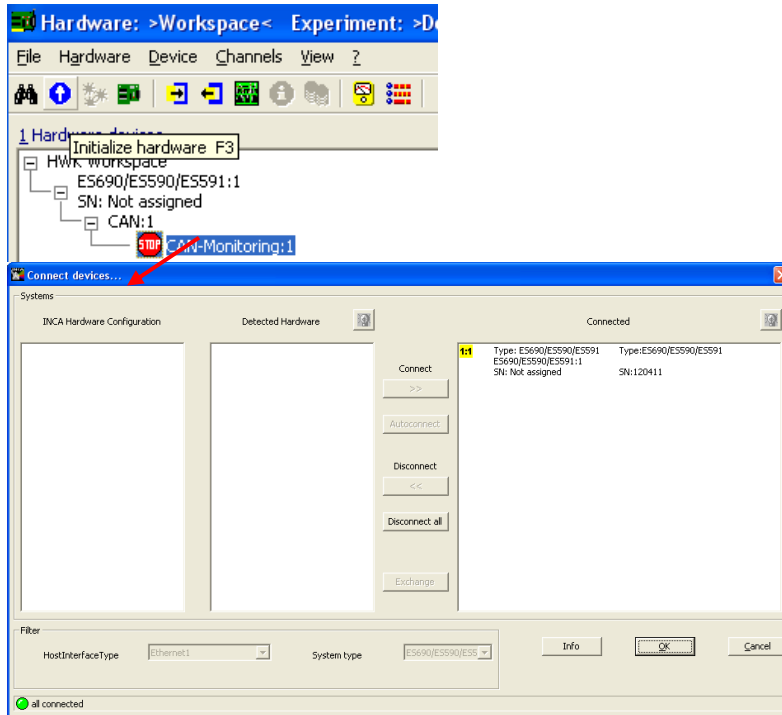 Hardware: >Workspace< Experiment: >De
File Hardware Device Channels View ?
1 Hardware devices
Initialize hardware F3
HWK Workspace
ES690/ES590/ES591:1
SN: Not assigned
CAN:1
STOP CAN-Monitoring:1
Connect devices...
Systems
INCA Hardware Configuration Detected Hardware Connected
1:1 Type: ES690/ES590/ES591 Type:ES690/ES590/ES591
ES690/ES590/ES591:1
SN: Not assigned SN:120411
Connect
>>
Autoconnect
Disconnect
<<
Disconnect all
Exchange
Filter
HostInterfaceType Ethernet1 System type ES690/ES590/ES5
Info OK Cancel
all connected